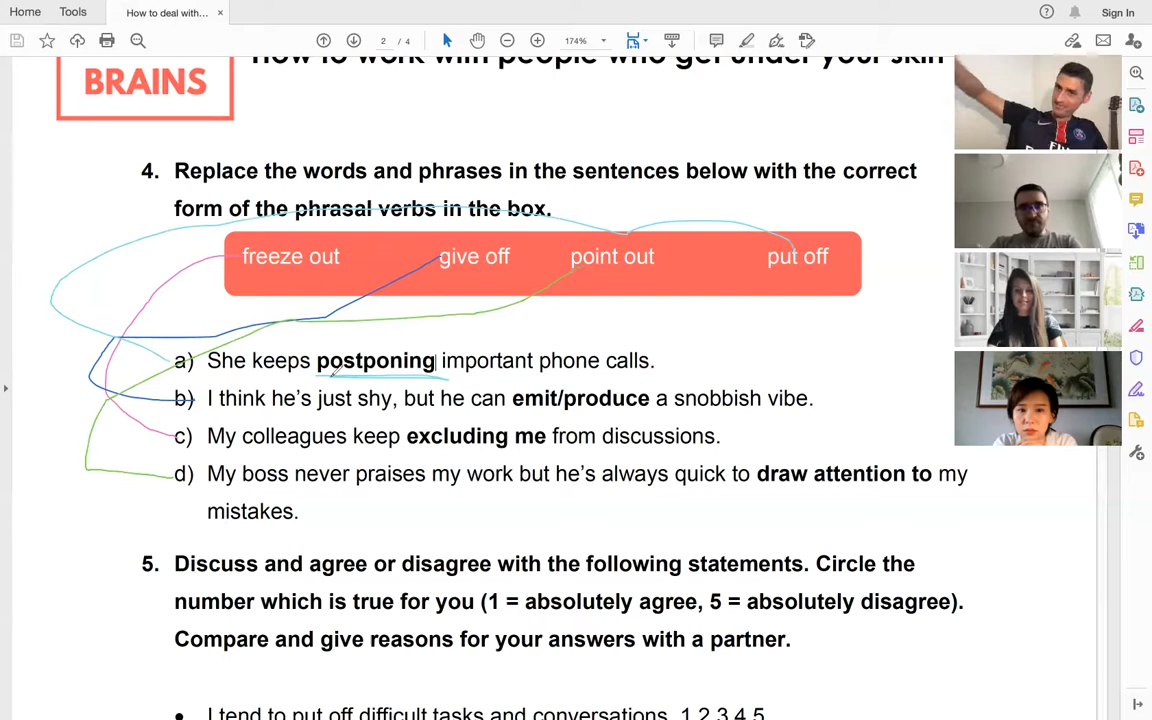 Home Tools How to deal with... × Sign In
2 / 4 174%
How to work with people who get under your skin
BRAINS
4. Replace the words and phrases in the sentences below with the correct
form of the phrasal verbs in the box.
freeze out give off point out put off
a) She keeps postponing important phone calls.
b) I think he's just shy, but he can emit/produce a snobbish vibe.
c) My colleagues keep excluding me from discussions.
d) My boss never praises my work but he's always quick to draw attention to my
mistakes.
5. Discuss and agree or disagree with the following statements. Circle the
number which is true for you (1 = absolutely agree, 5 = absolutely disagree).
Compare and give reasons for your answers with a partner.
• I tend to put off difficult tasks and conversations. 1 2 3 4 5